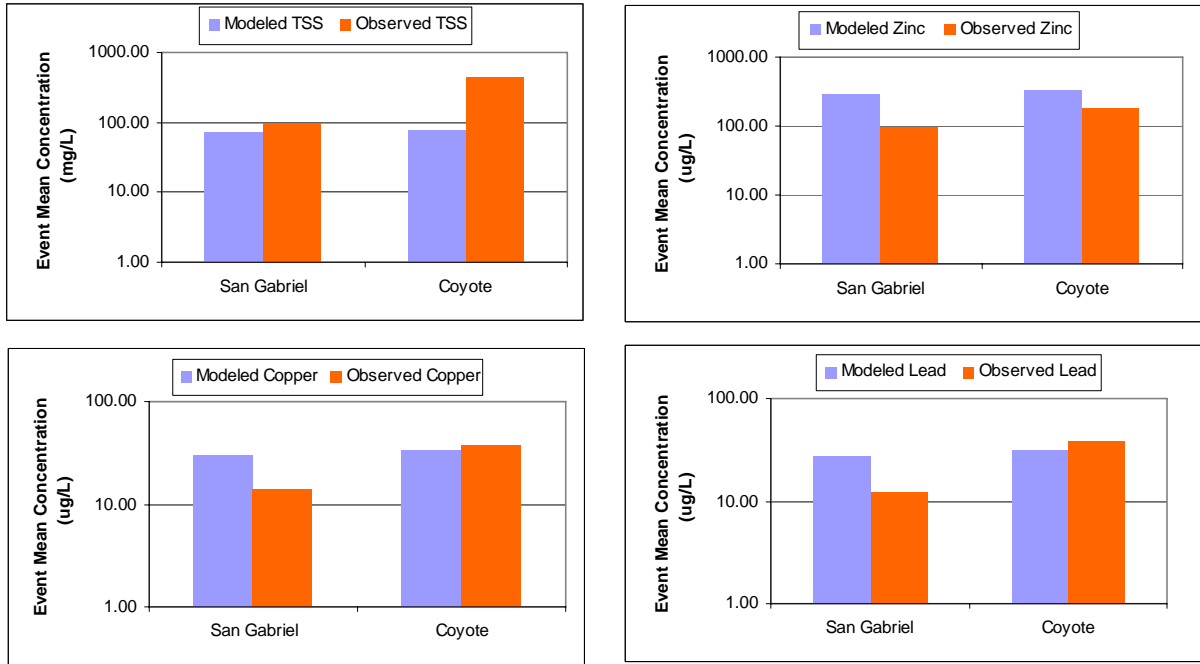 Modeled TSS Observed TSS
1000.00
100.00
10.00
1.00
Event Mean Concentration
(mg/L)
San Gabriel Coyote
Modeled Zinc Observed Zinc
1000.00
100.00
10.00
1.00
Event Mean Concentration
(ug/L)
San Gabriel Coyote
Modeled Copper Observed Copper
100.00
10.00
1.00
Event Mean Concentration
(ug/L)
San Gabriel Coyote
Modeled Lead Observed Lead
100.00
10.00
1.00
Event Mean Concentration
(ug/L)
San Gabriel Coyote